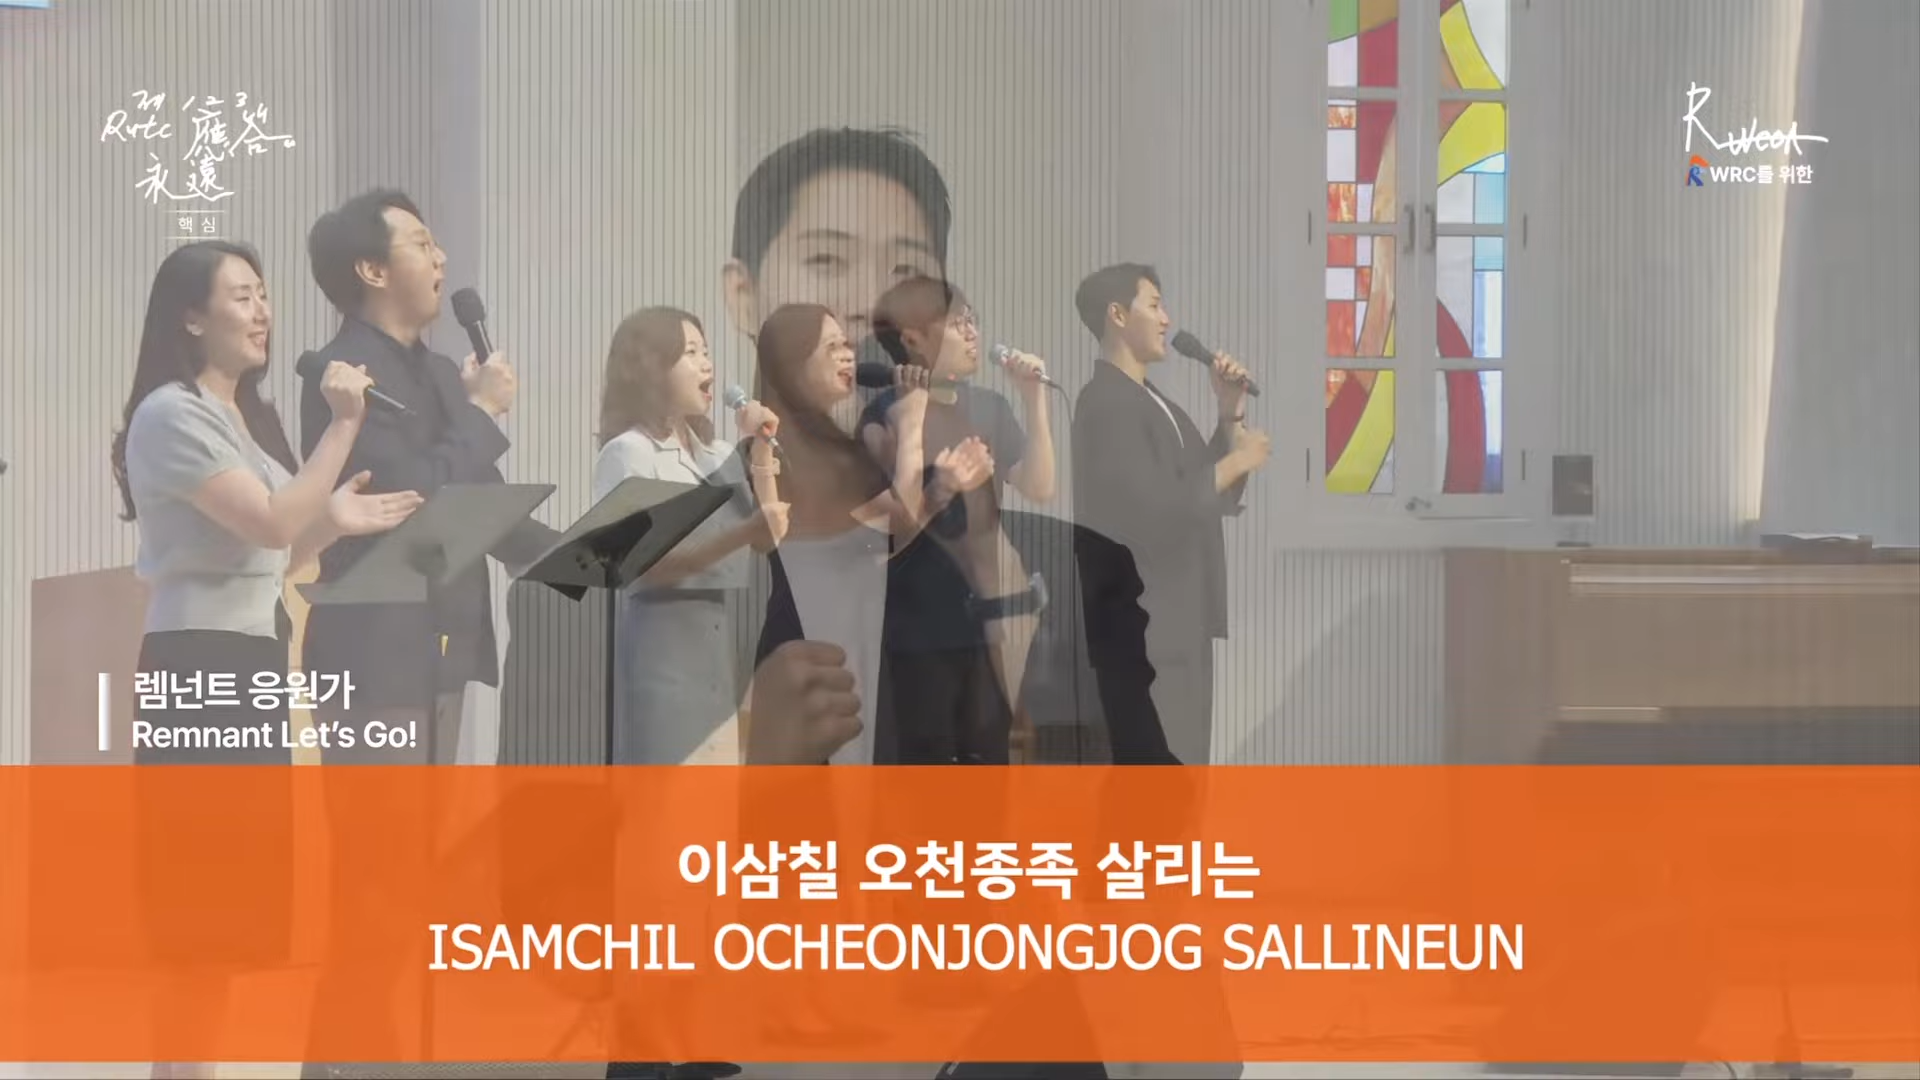 핵심
WRC를 위한
렘넌트 응원가
Remnant Let's Go!
이삼칠 오천종족 살리는
ISAMCHIL OCHEONJONGJOG SALLINEUN